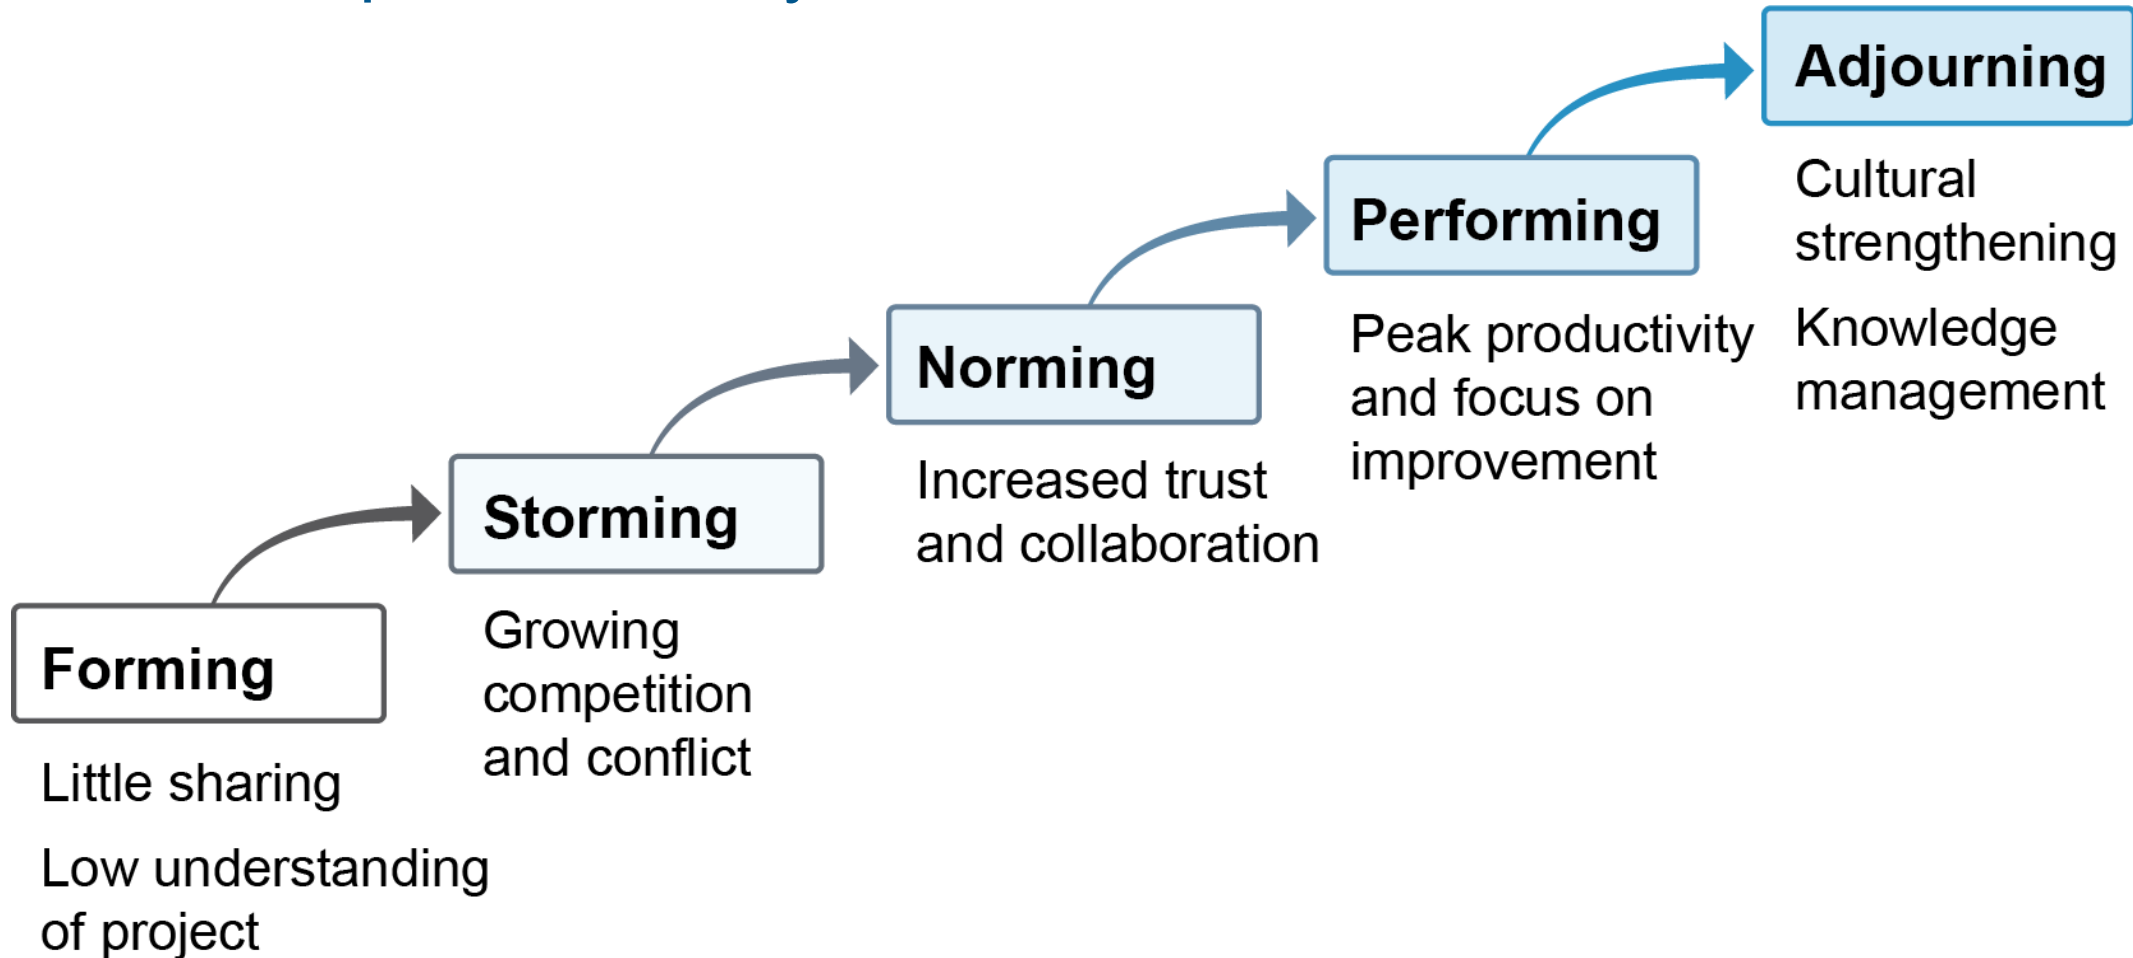 Adjourning
Cultural
strengthening
Knowledge
management
Performing
Peak productivity
and focus on
improvement
Norming
Increased trust
and collaboration
Storming
Growing
competition
and conflict
Forming
Little sharing
Low understanding
of project